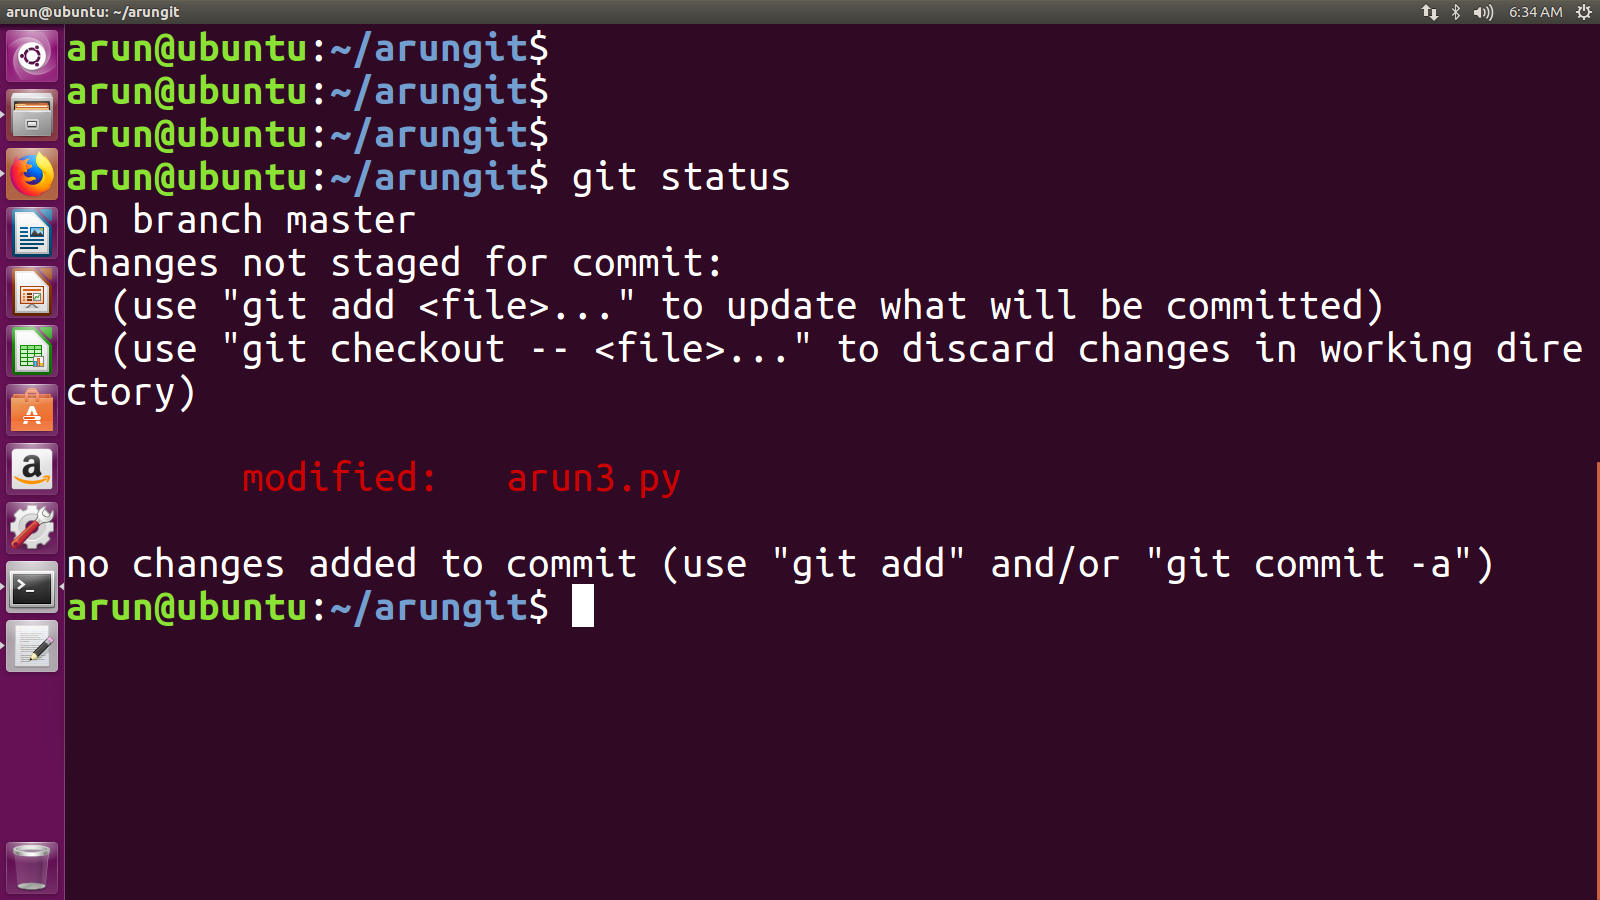 arun@ubuntu: ~/arungit
6:34 AM
arun@ubuntu:~/arungit$
arun@ubuntu:~/arungit$
arun@ubuntu:~/arungit$
arun@ubuntu:~/arungit$ git status
On branch master
Changes not staged for commit:
  (use "git add <file>..." to update what will be committed)
  (use "git checkout -- <file>..." to discard changes in working dire
ctory)
        modified:   arun3.py
no changes added to commit (use "git add" and/or "git commit -a")
arun@ubuntu:~/arungit$